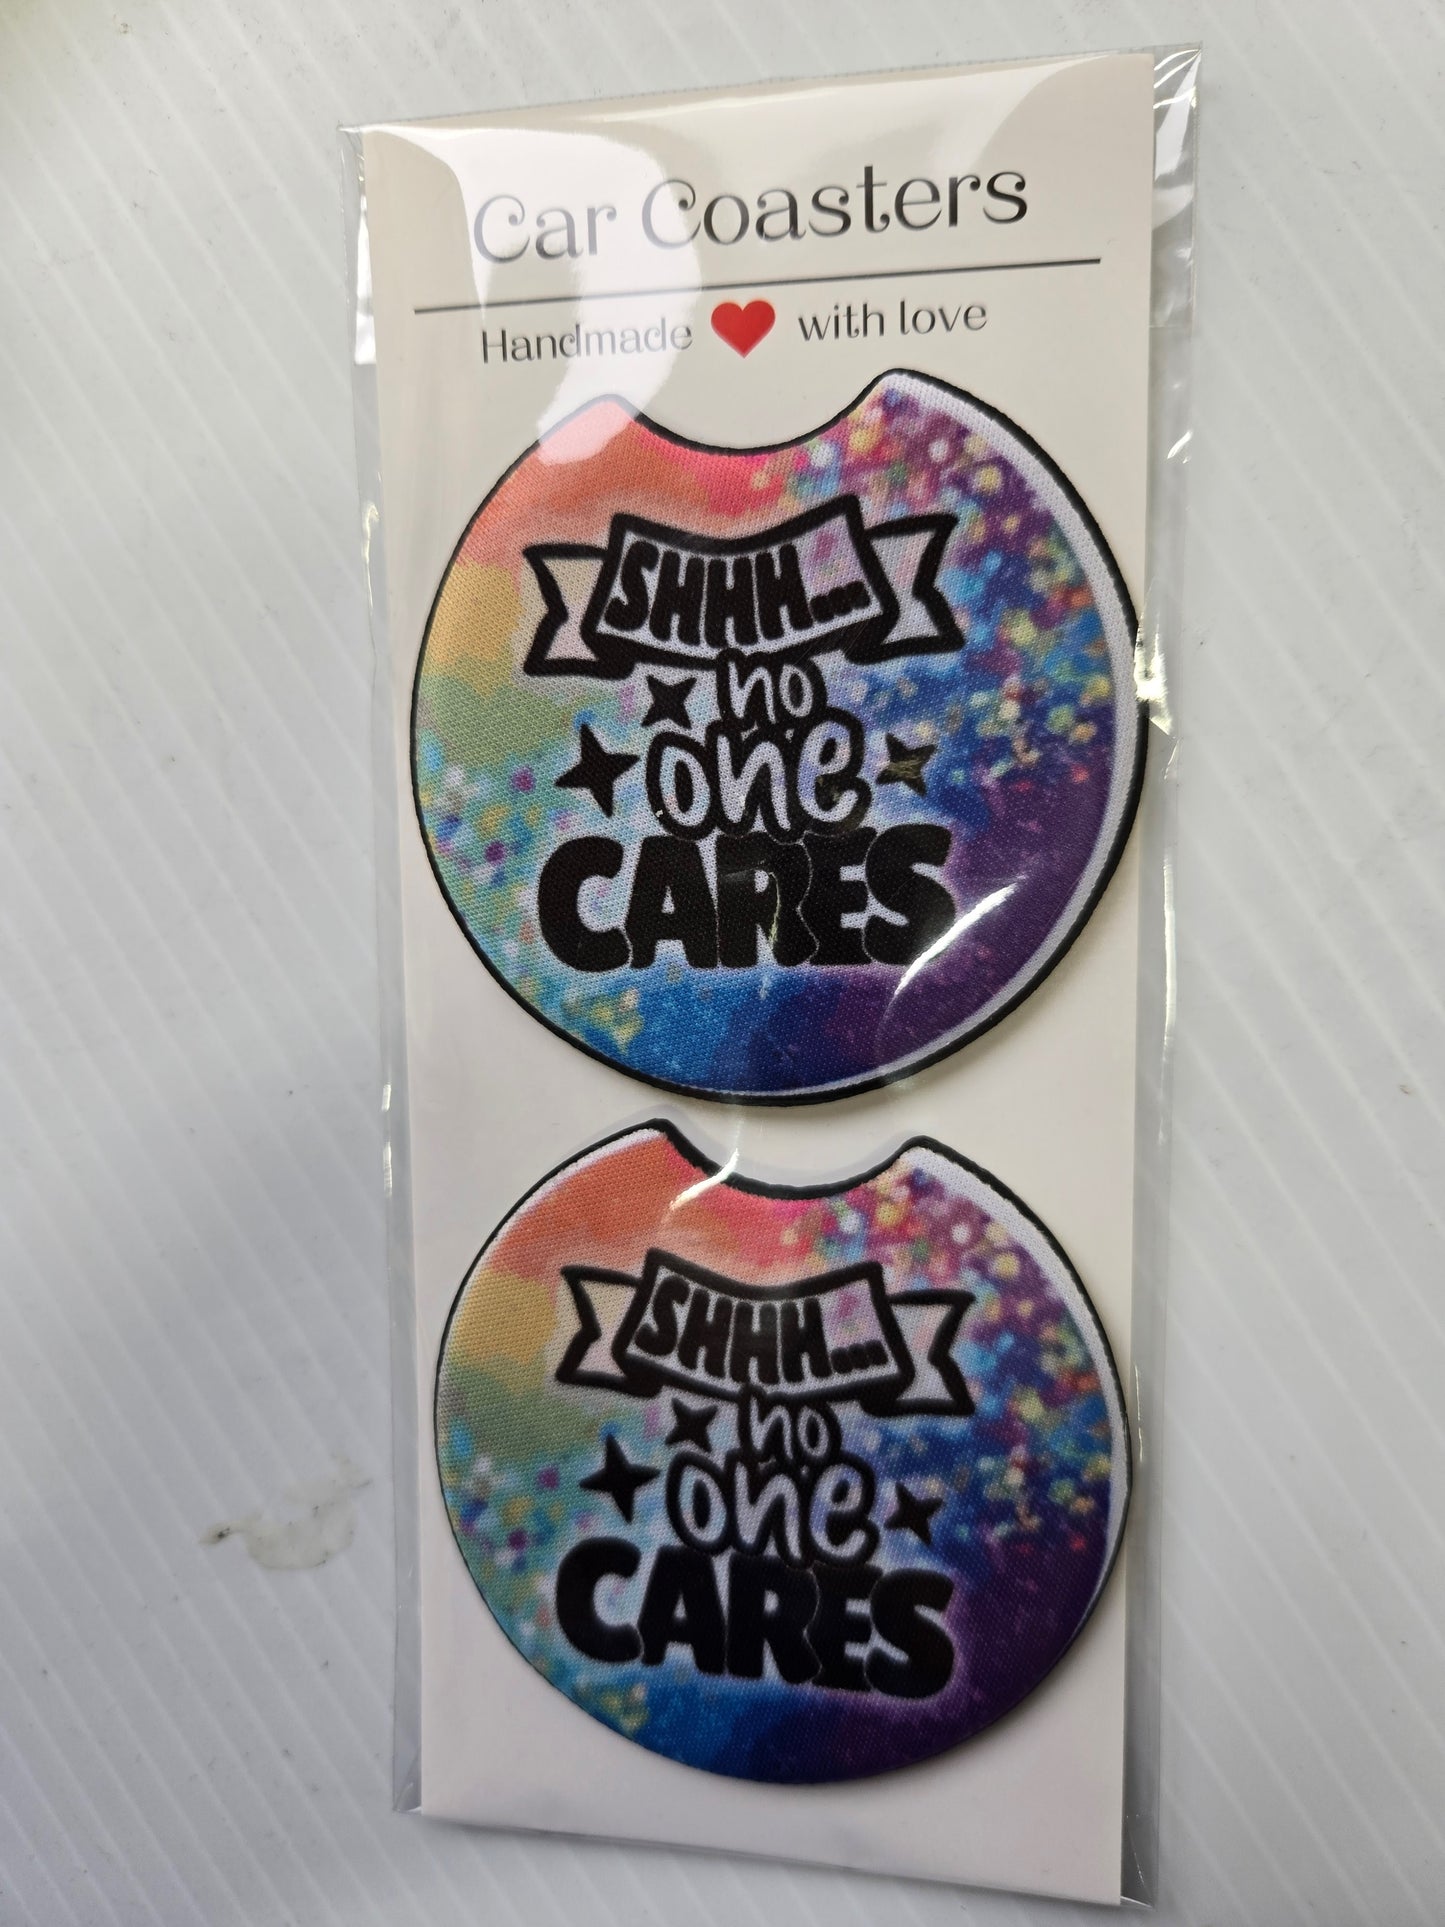 Car Coasters
Handmade with love
SHHH...
no
one
CARES
SHHH...
no
one
CARES